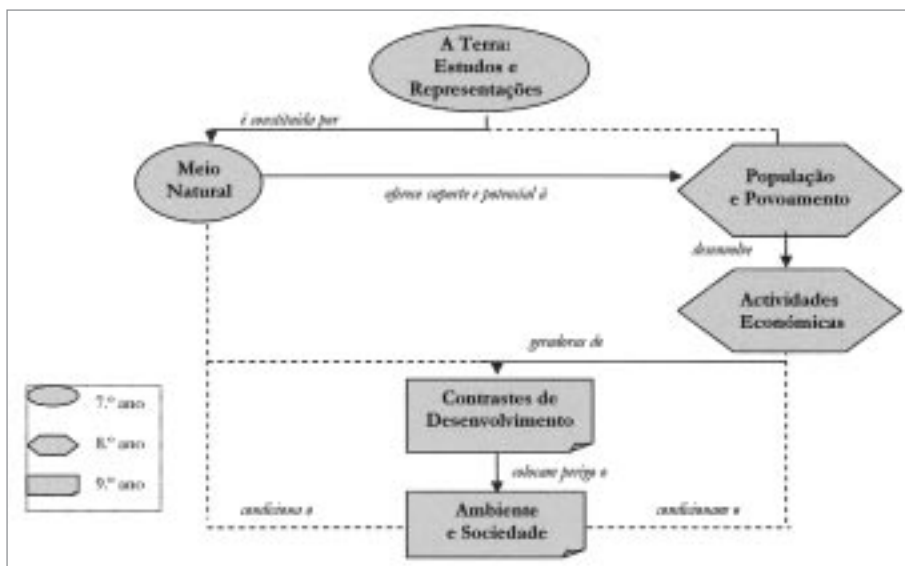 A Terra:
Estudos e
Representações
é constituída por
Meio
Natural
oferece suporte e potencial à
População
e Povoamento
desenvolve
Actividades
Económicas
geradoras de
Contrastes de
Desenvolvimento
colocam perigo o
Ambiente
e Sociedade
condiciona o
condicionam o
7.º ano
8.º ano
9.º ano